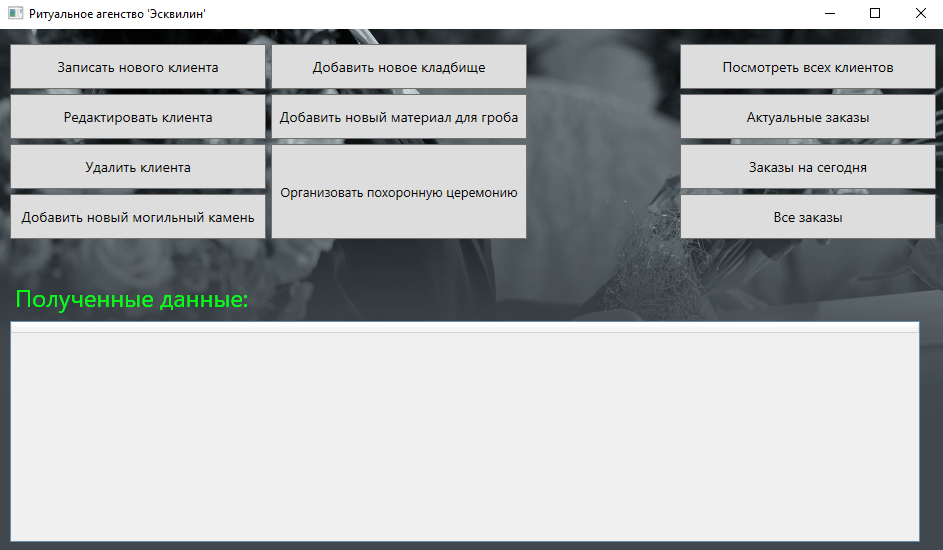 Ритуальное агенство 'Эсквилин'
Записать нового клиента
Добавить новое кладбище
Посмотреть всех клиентов
Редактировать клиента
Добавить новый материал для гроба
Актуальные заказы
Удалить клиента
Организовать похоронную церемонию
Заказы на сегодня
Добавить новый могильный камень
Все заказы
Полученные данные: